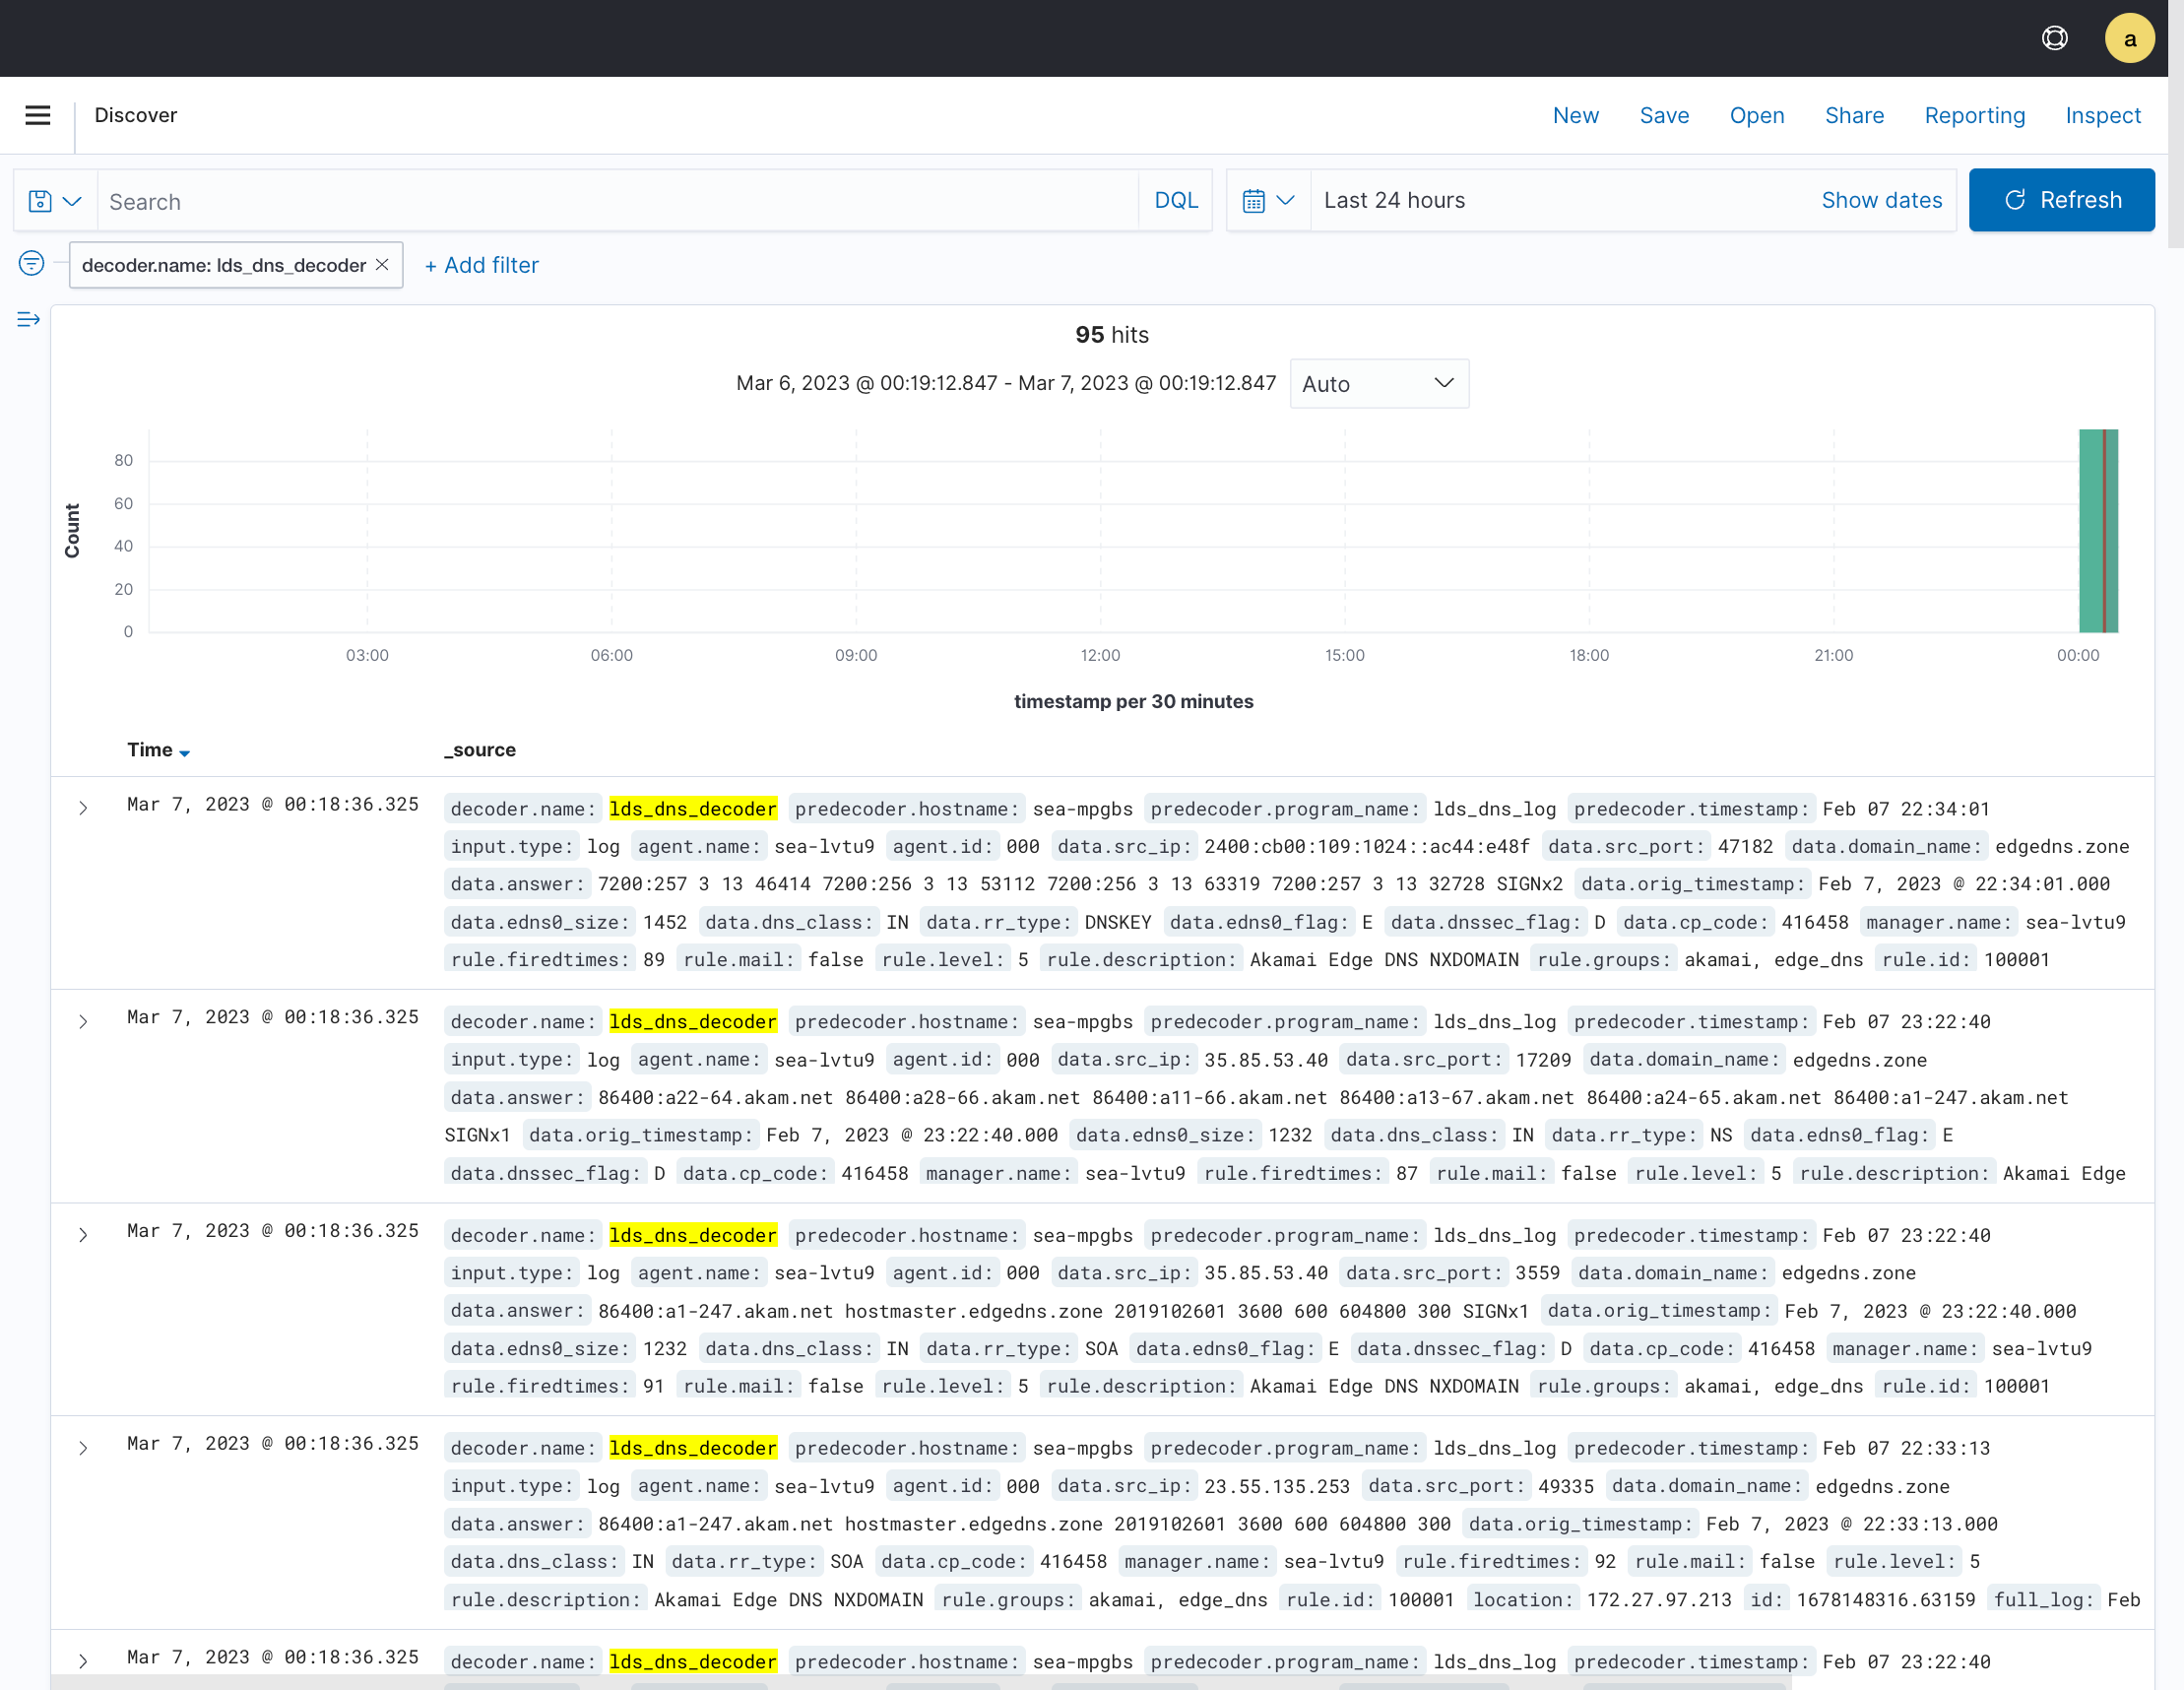 a
Discover
New Save Open Share Reporting Inspect
Search DQL Last 24 hours Show dates Refresh
decoder.name: lds_dns_decoder + Add filter
95 hits
Mar 6, 2023 @ 00:19:12.847 - Mar 7, 2023 @ 00:19:12.847 Auto
Count
80
60
40
20
0
03:00 06:00 09:00 12:00 15:00 18:00 21:00 00:00
timestamp per 30 minutes
Time _source
Mar 7, 2023 @ 00:18:36.325 decoder.name: lds_dns_decoder predecoder.hostname: sea-mpgbs predecoder.program_name: lds_dns_log predecoder.timestamp: Feb 07 22:34:01
input.type: log agent.name: sea-lvtu9 agent.id: 000 data.src_ip: 2400:cb00:109:1024::ac44:e48f data.src_port: 47182 data.domain_name: edgedns.zone
data.answer: 7200:257 3 13 46414 7200:256 3 13 53112 7200:256 3 13 63319 7200:257 3 13 32728 SIGNx2 data.orig_timestamp: Feb 7, 2023 @ 22:34:01.000
data.edns0_size: 1452 data.dns_class: IN data.rr_type: DNSKEY data.edns0_flag: E data.dnssec_flag: D data.cp_code: 416458 manager.name: sea-lvtu9
rule.firedtimes: 89 rule.mail: false rule.level: 5 rule.description: Akamai Edge DNS NXDOMAIN rule.groups: akamai, edge_dns rule.id: 100001
Mar 7, 2023 @ 00:18:36.325 decoder.name: lds_dns_decoder predecoder.hostname: sea-mpgbs predecoder.program_name: lds_dns_log predecoder.timestamp: Feb 07 23:22:40
input.type: log agent.name: sea-lvtu9 agent.id: 000 data.src_ip: 35.85.53.40 data.src_port: 17209 data.domain_name: edgedns.zone
data.answer: 86400:a22-64.akam.net 86400:a28-66.akam.net 86400:a11-66.akam.net 86400:a13-67.akam.net 86400:a24-65.akam.net 86400:a1-247.akam.net
SIGNx1 data.orig_timestamp: Feb 7, 2023 @ 23:22:40.000 data.edns0_size: 1232 data.dns_class: IN data.rr_type: NS data.edns0_flag: E
data.dnssec_flag: D data.cp_code: 416458 manager.name: sea-lvtu9 rule.firedtimes: 87 rule.mail: false rule.level: 5 rule.description: Akamai Edge
Mar 7, 2023 @ 00:18:36.325 decoder.name: lds_dns_decoder predecoder.hostname: sea-mpgbs predecoder.program_name: lds_dns_log predecoder.timestamp: Feb 07 23:22:40
input.type: log agent.name: sea-lvtu9 agent.id: 000 data.src_ip: 35.85.53.40 data.src_port: 3559 data.domain_name: edgedns.zone
data.answer: 86400:a1-247.akam.net hostmaster.edgedns.zone 2019102601 3600 600 604800 300 SIGNx1 data.orig_timestamp: Feb 7, 2023 @ 23:22:40.000
data.edns0_size: 1232 data.dns_class: IN data.rr_type: SOA data.edns0_flag: E data.dnssec_flag: D data.cp_code: 416458 manager.name: sea-lvtu9
rule.firedtimes: 91 rule.mail: false rule.level: 5 rule.description: Akamai Edge DNS NXDOMAIN rule.groups: akamai, edge_dns rule.id: 100001
Mar 7, 2023 @ 00:18:36.325 decoder.name: lds_dns_decoder predecoder.hostname: sea-mpgbs predecoder.program_name: lds_dns_log predecoder.timestamp: Feb 07 22:33:13
input.type: log agent.name: sea-lvtu9 agent.id: 000 data.src_ip: 23.55.135.253 data.src_port: 49335 data.domain_name: edgedns.zone
data.answer: 86400:a1-247.akam.net hostmaster.edgedns.zone 2019102601 3600 600 604800 300 data.orig_timestamp: Feb 7, 2023 @ 22:33:13.000
data.dns_class: IN data.rr_type: SOA data.cp_code: 416458 manager.name: sea-lvtu9 rule.firedtimes: 92 rule.mail: false rule.level: 5
rule.description: Akamai Edge DNS NXDOMAIN rule.groups: akamai, edge_dns rule.id: 100001 location: 172.27.97.213 id: 1678148316.63159 full_log: Feb
Mar 7, 2023 @ 00:18:36.325 decoder.name: lds_dns_decoder predecoder.hostname: sea-mpgbs predecoder.program_name: lds_dns_log predecoder.timestamp: Feb 07 23:22:40